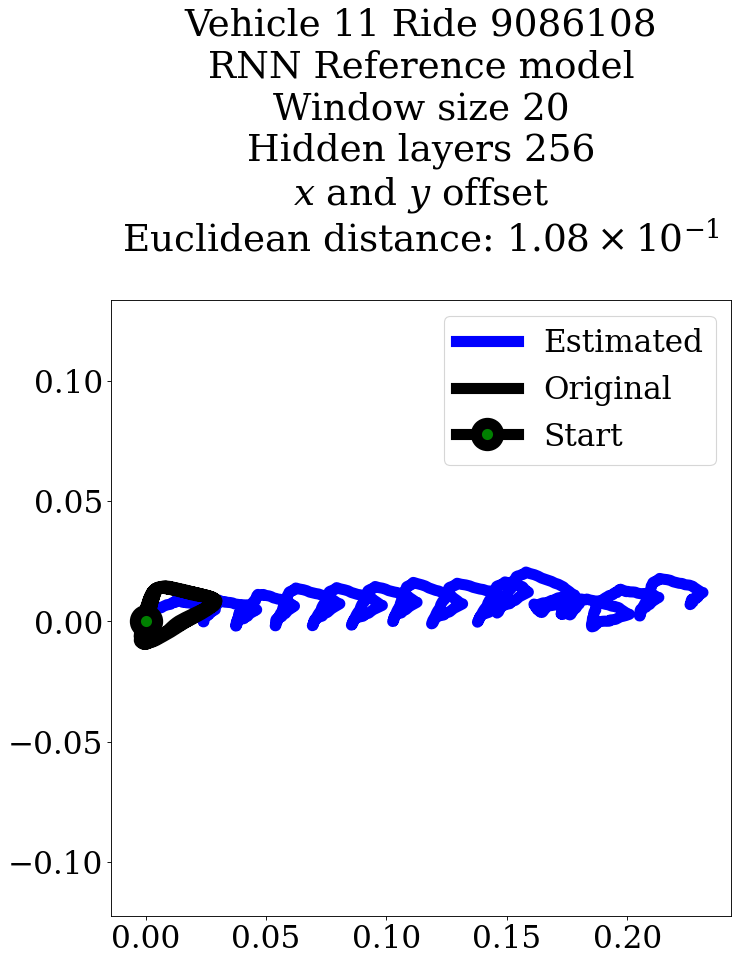 Vehicle 11 Ride 9086108
RNN Reference model
Window size 20
Hidden layers 256
x and y offset
Euclidean distance: 1.08 × 10⁻¹
Estimated
Original
Start
0.10
0.05
0.00
−0.05
−0.10
0.00 0.05 0.10 0.15 0.20